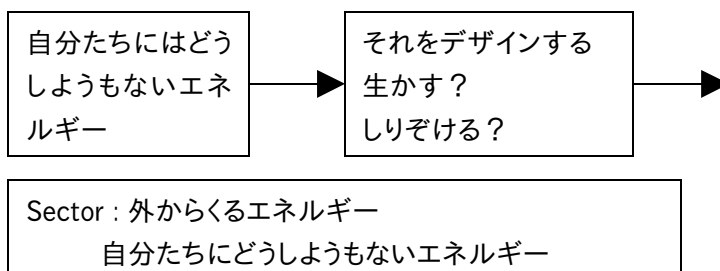 自分たちにはどう
しようもないエネ
ルギー
それをデザインする
生かす？
しりぞける？
Sector : 外からくるエネルギー
自分たちにどうしようもないエネルギー